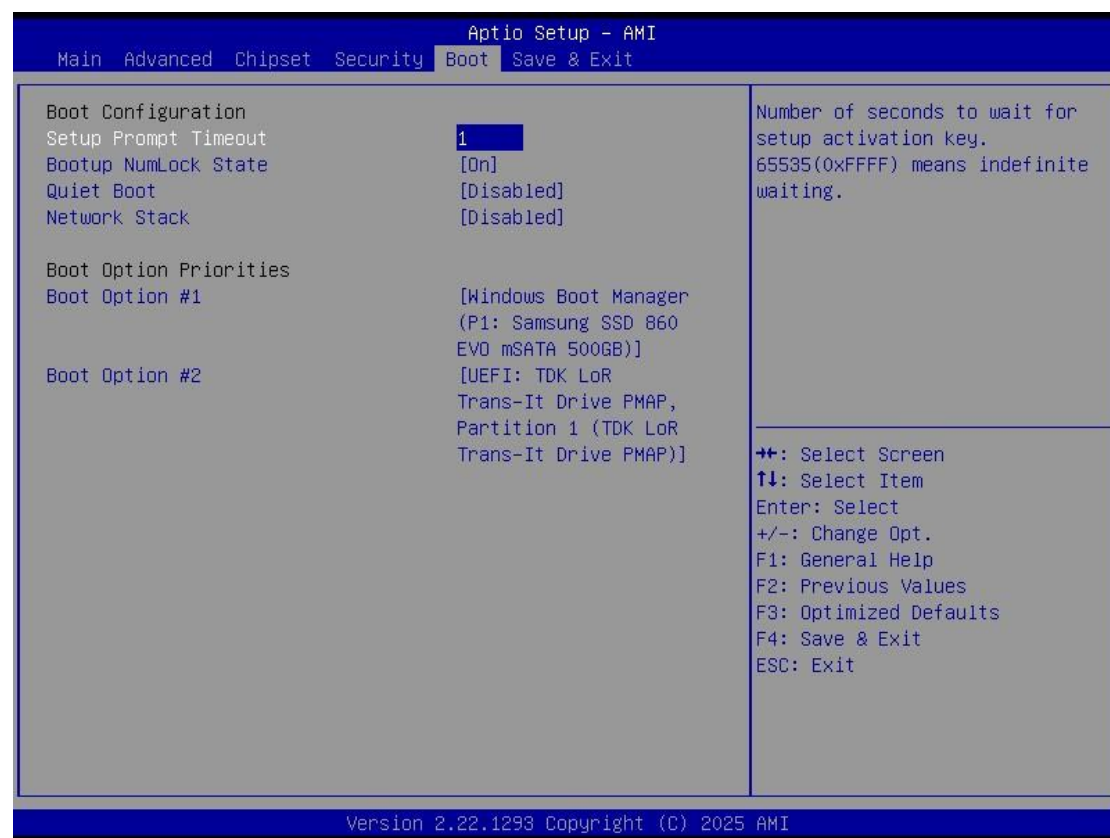 Aptio Setup – AMI
Main Advanced Chipset Security Boot Save & Exit
Boot Configuration
Setup Prompt Timeout 1
Bootup NumLock State [On]
Quiet Boot [Disabled]
Network Stack [Disabled]
Boot Option Priorities
Boot Option #1 [Windows Boot Manager
(P1: Samsung SSD 860
EVO mSATA 500GB)]
Boot Option #2 [UEFI: TDK LoR
Trans-It Drive PMAP,
Partition 1 (TDK LoR
Trans-It Drive PMAP)]
Number of seconds to wait for
setup activation key.
65535(0xFFFF) means indefinite
waiting.
→←: Select Screen
↑↓: Select Item
Enter: Select
+/-: Change Opt.
F1: General Help
F2: Previous Values
F3: Optimized Defaults
F4: Save & Exit
ESC: Exit
Version 2.22.1293 Copyright (C) 2025 AMI